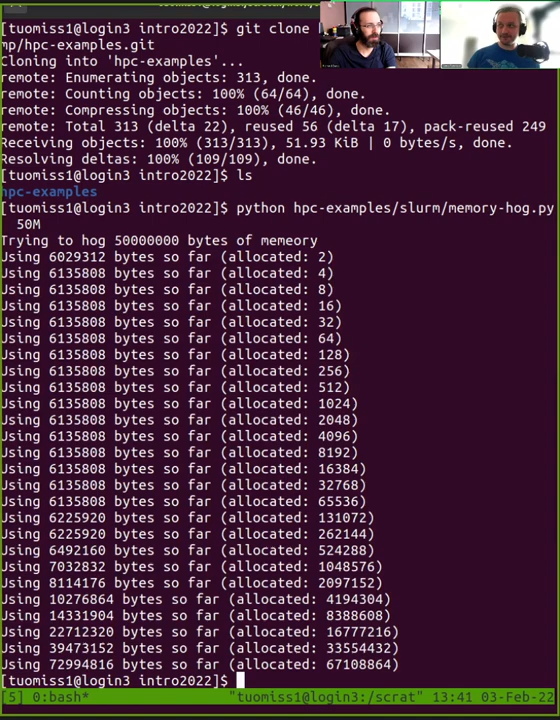 [tuomiss1@login3 intro2022]$ git clone
mp/hpc-examples.git
Cloning into 'hpc-examples'...
remote: Enumerating objects: 313, done.
remote: Counting objects: 100% (64/64), done.
remote: Compressing objects: 100% (46/46), done.
remote: Total 313 (delta 22), reused 56 (delta 17), pack-reused 249
Receiving objects: 100% (313/313), 51.93 KiB | 0 bytes/s, done.
Resolving deltas: 100% (109/109), done.
[tuomiss1@login3 intro2022]$ ls
hpc-examples
[tuomiss1@login3 intro2022]$ python hpc-examples/slurm/memory-hog.py
50M
Trying to hog 50000000 bytes of memeory
Using 6029312 bytes so far (allocated: 2)
Using 6135808 bytes so far (allocated: 4)
Using 6135808 bytes so far (allocated: 8)
Using 6135808 bytes so far (allocated: 16)
Using 6135808 bytes so far (allocated: 32)
Using 6135808 bytes so far (allocated: 64)
Using 6135808 bytes so far (allocated: 128)
Using 6135808 bytes so far (allocated: 256)
Using 6135808 bytes so far (allocated: 512)
Using 6135808 bytes so far (allocated: 1024)
Using 6135808 bytes so far (allocated: 2048)
Using 6135808 bytes so far (allocated: 4096)
Using 6135808 bytes so far (allocated: 8192)
Using 6135808 bytes so far (allocated: 16384)
Using 6135808 bytes so far (allocated: 32768)
Using 6135808 bytes so far (allocated: 65536)
Using 6225920 bytes so far (allocated: 131072)
Using 6225920 bytes so far (allocated: 262144)
Using 6492160 bytes so far (allocated: 524288)
Using 7032832 bytes so far (allocated: 1048576)
Using 8114176 bytes so far (allocated: 2097152)
Using 10276864 bytes so far (allocated: 4194304)
Using 14331904 bytes so far (allocated: 8388608)
Using 22712320 bytes so far (allocated: 16777216)
Using 39473152 bytes so far (allocated: 33554432)
Using 72994816 bytes so far (allocated: 67108864)
[tuomiss1@login3 intro2022]$
[5] 0:bash* "tuomiss1@login3:/scrat" 13:41 03-Feb-22